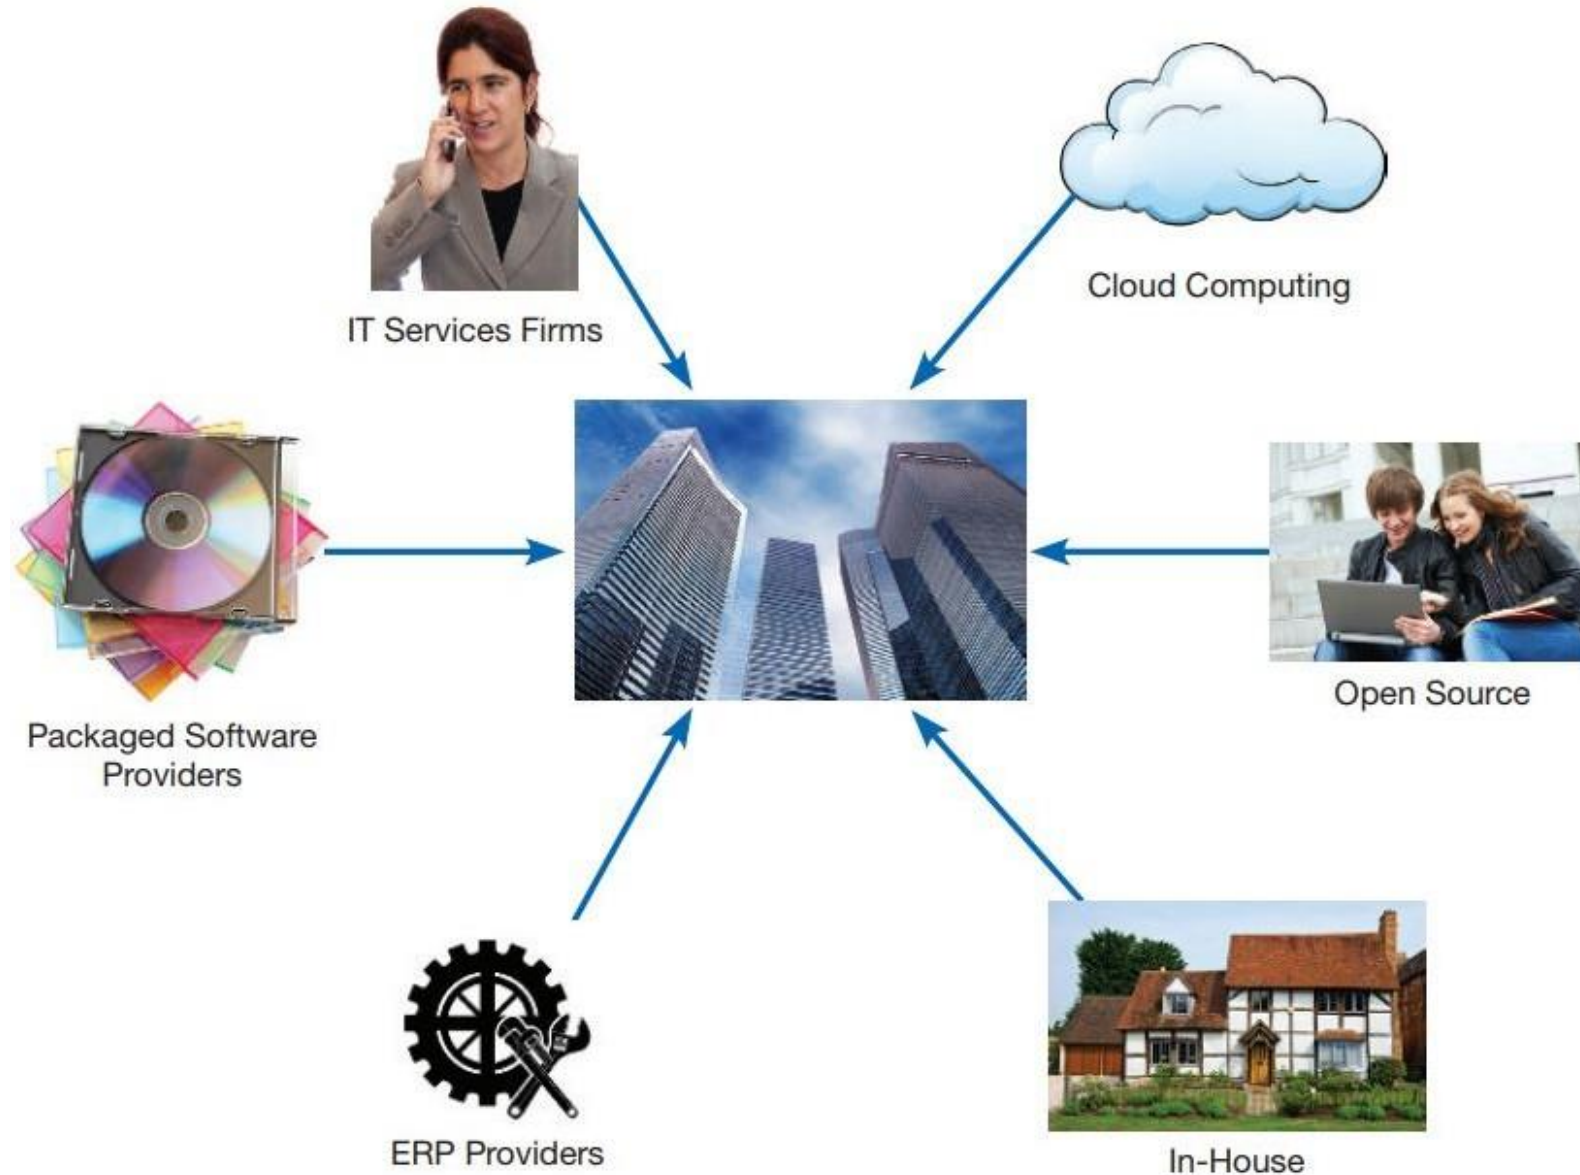 IT Services Firms
Cloud Computing
Packaged Software
Providers
Open Source
ERP Providers
In-House